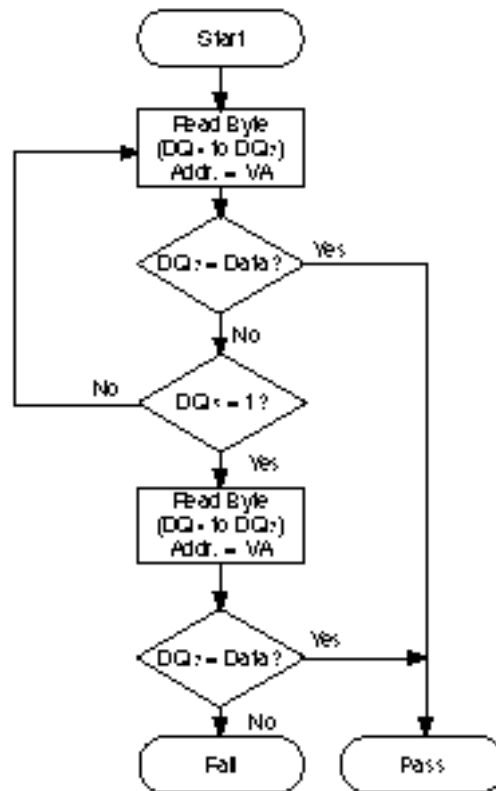 Start
Read Byte
(DQ₀ to DQ₇)
Addr. = VA
DQ₇ = Data?
Yes
No
No
DQ₅ = 1?
Yes
Read Byte
(DQ₀ to DQ₇)
Addr. = VA
DQ₇ = Data?
Yes
No
Fail
Pass